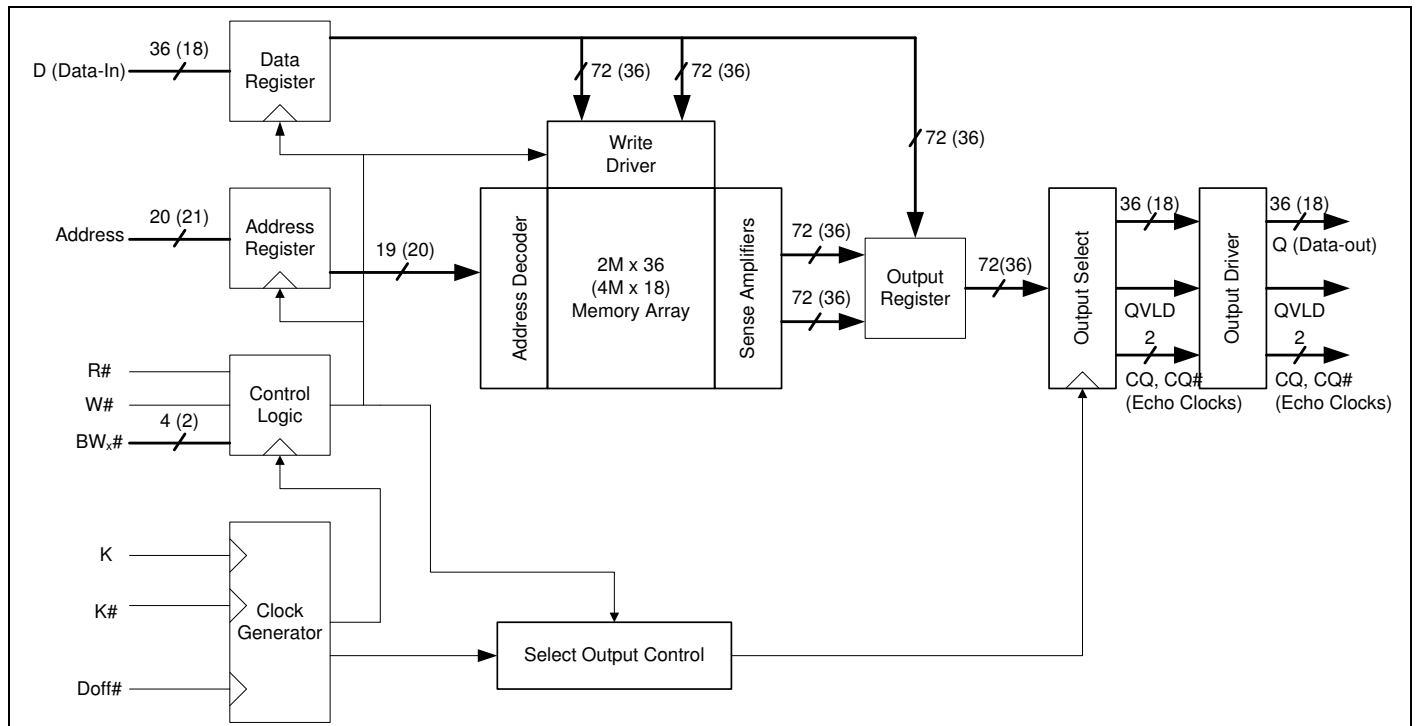 36 (18)
D (Data-In)
Data
Register
72 (36)
72 (36)
72 (36)
Write
Driver
20 (21)
Address
Address
Register
19 (20)
Address Decoder
2M x 36
(4M x 18)
Memory Array
Sense Amplifiers
72 (36)
72 (36)
Output
Register
72(36)
Output Select
36 (18)
QVLD
2
CQ, CQ#
(Echo Clocks)
Output Driver
36 (18)
Q (Data-out)
QVLD
2
CQ, CQ#
(Echo Clocks)
R#
W#
4 (2)
BWx#
Control
Logic
K
K#
Doff#
Clock
Generator
Select Output Control